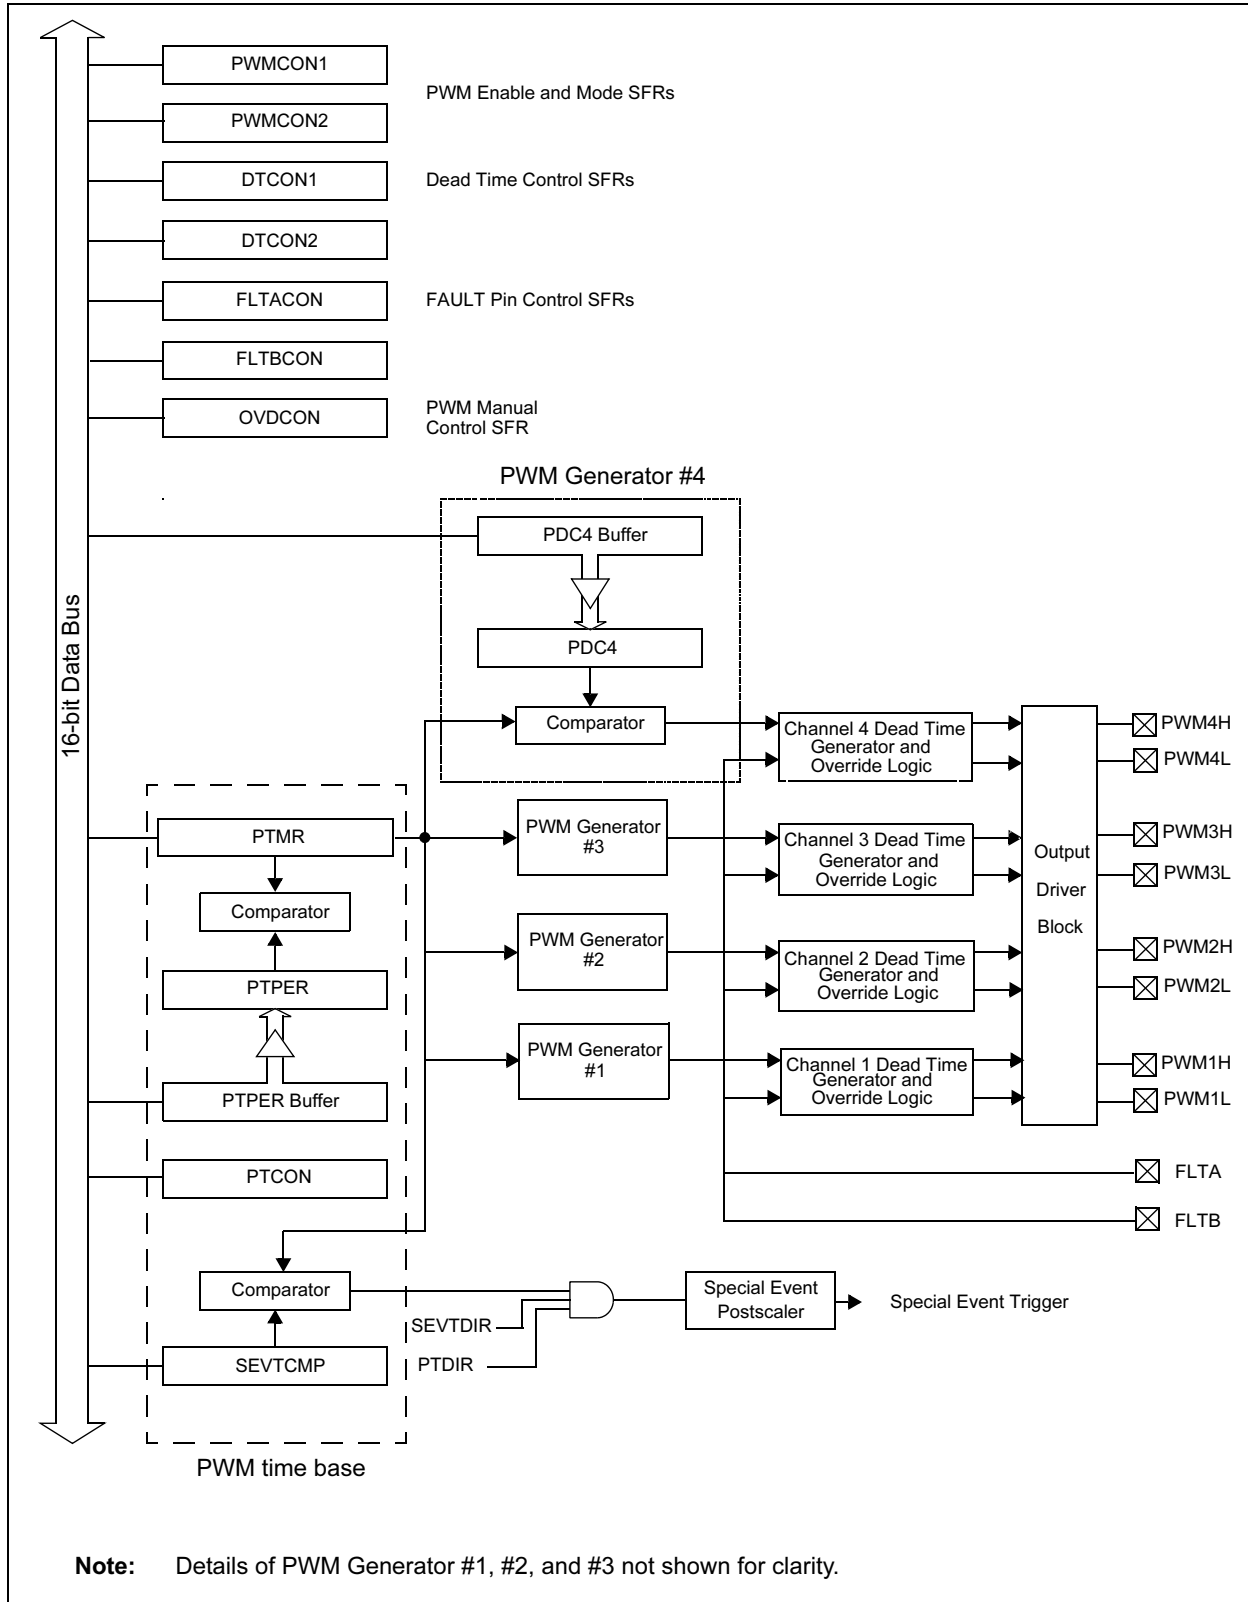 PWMCON1
PWM Enable and Mode SFRs
PWMCON2
DTCON1
Dead Time Control SFRs
DTCON2
FLTACON
FAULT Pin Control SFRs
FLTBCON
OVDCON
PWM Manual
Control SFR
PWM Generator #4
PDC4 Buffer
16-bit Data Bus
PDC4
Comparator
Channel 4 Dead Time
Generator and
Override Logic
PWM4H
PWM4L
PTMR
PWM Generator
#3
Channel 3 Dead Time
Generator and
Override Logic
Output
Driver
Block
PWM3H
PWM3L
Comparator
PWM Generator
#2
Channel 2 Dead Time
Generator and
Override Logic
PWM2H
PWM2L
PTPER
PWM Generator
#1
Channel 1 Dead Time
Generator and
Override Logic
PWM1H
PWM1L
PTPER Buffer
PTCON
FLTA
FLTB
Comparator
SEVTDIR
PTDIR
Special Event
Postscaler
Special Event Trigger
SEVTCMP
PWM time base
Note: Details of PWM Generator #1, #2, and #3 not shown for clarity.